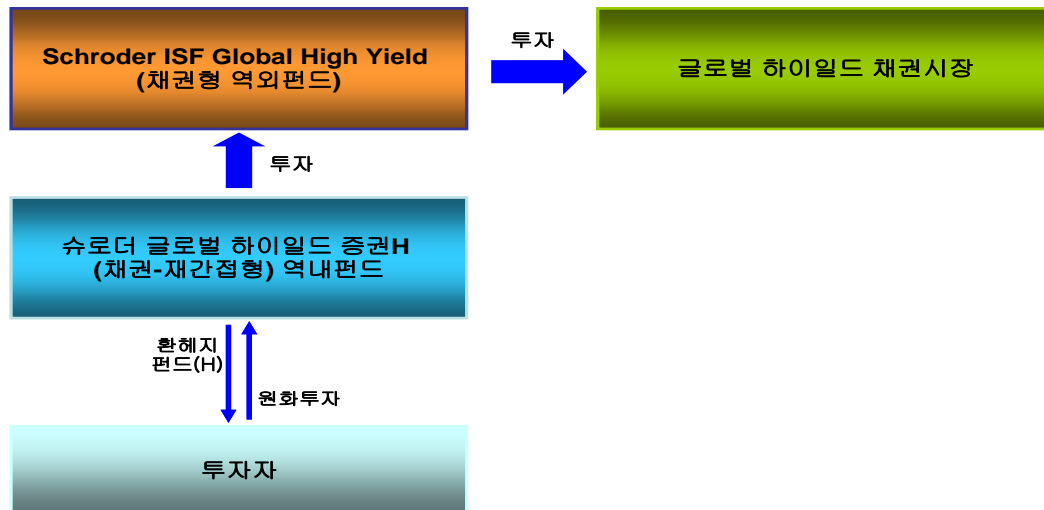 Schroder ISF Global High Yield
(채권형 역외펀드)
투자
글로벌 하이일드 채권시장
투자
슈로더 글로벌 하이일드 증권H
(채권-재간접형) 역내펀드
환헤지
펀드(H)
원화투자
투자자